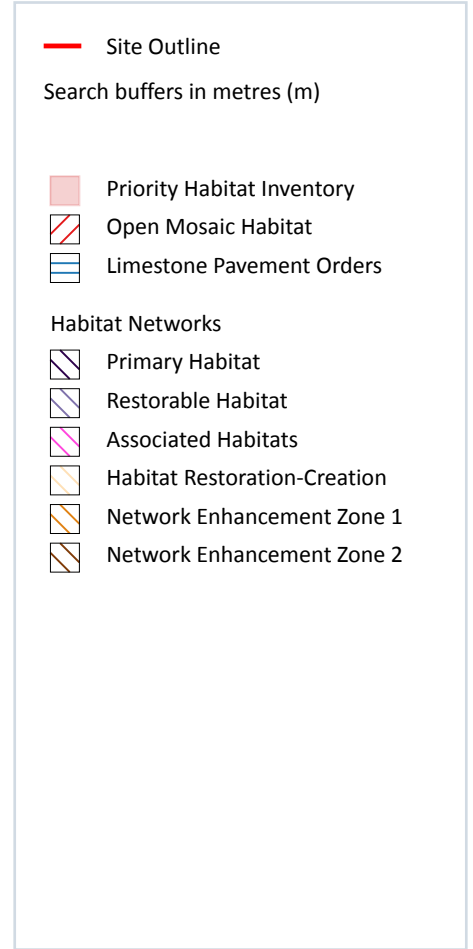 Site Outline
Search buffers in metres (m)
Priority Habitat Inventory
Open Mosaic Habitat
Limestone Pavement Orders
Habitat Networks
Primary Habitat
Restorable Habitat
Associated Habitats
Habitat Restoration-Creation
Network Enhancement Zone 1
Network Enhancement Zone 2